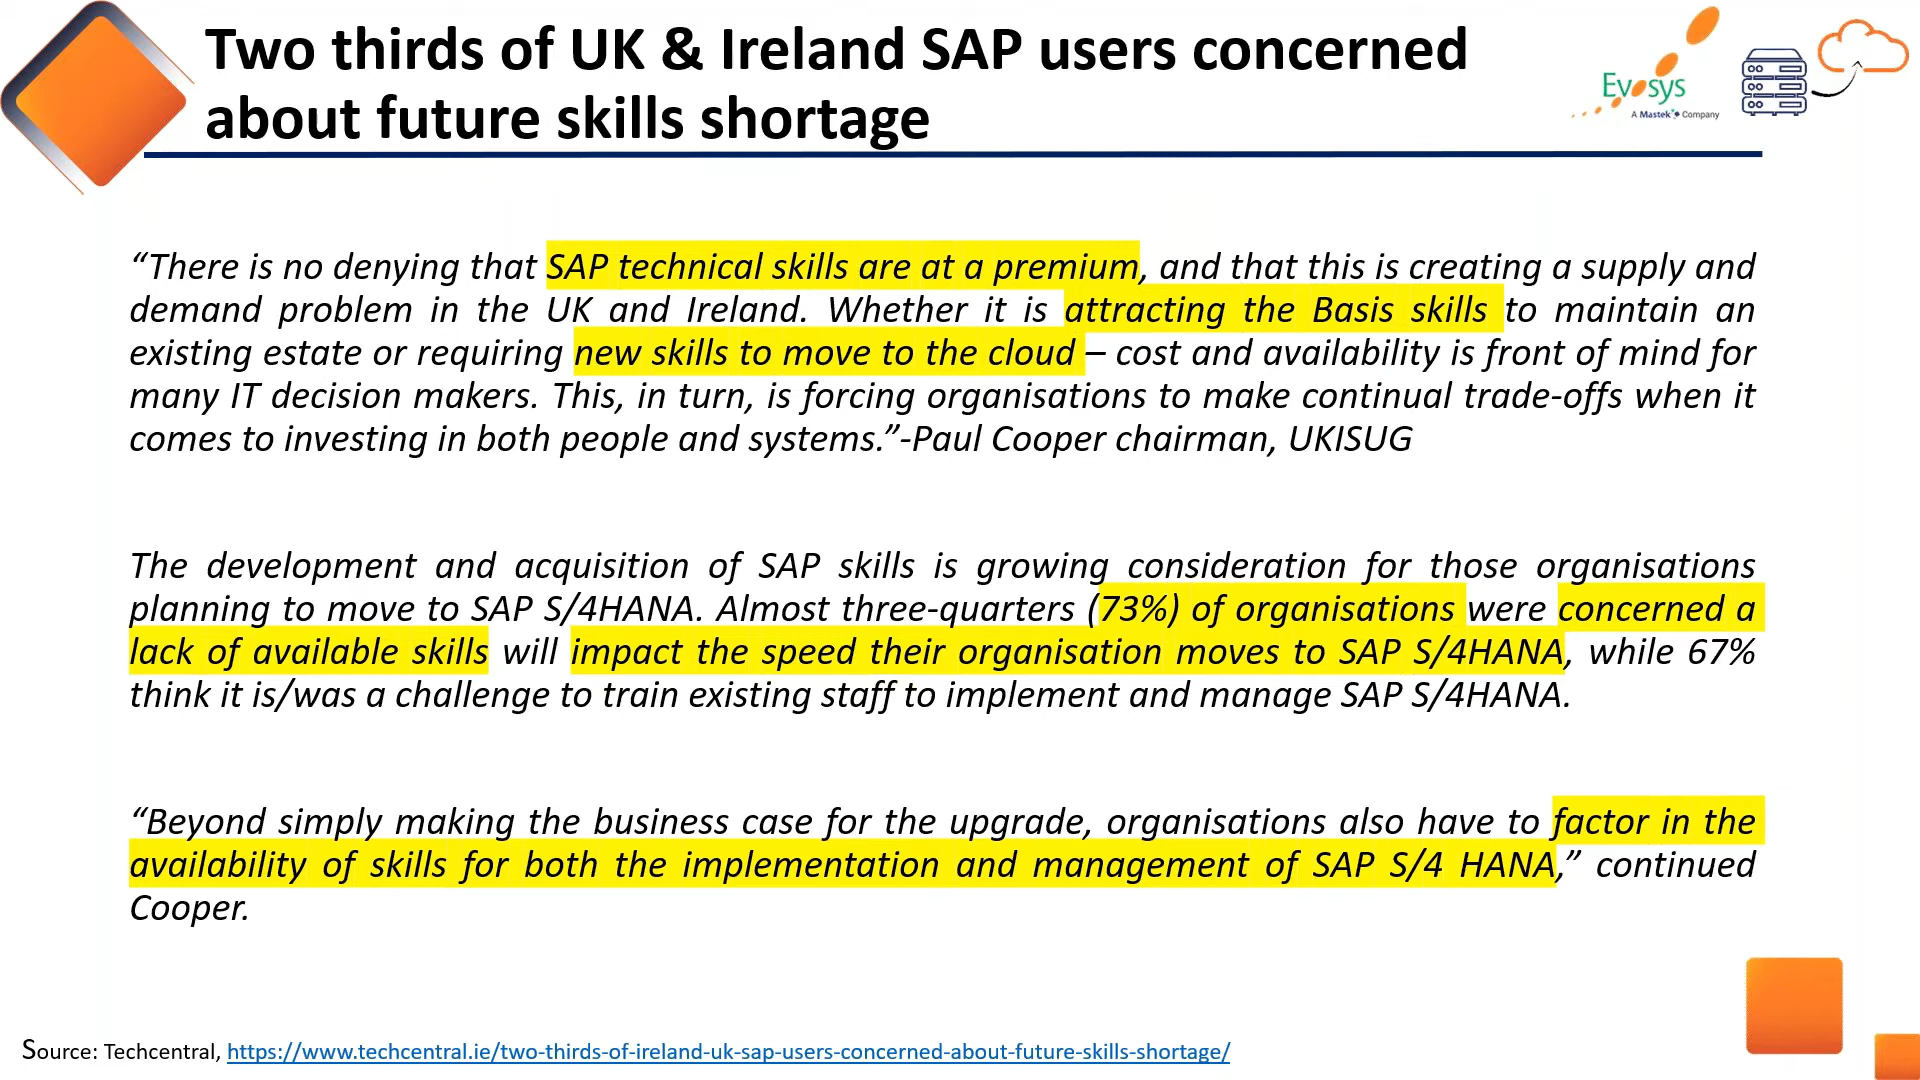 Two thirds of UK & Ireland SAP users concerned
about future skills shortage
Evosys
A Mastek Company
“There is no denying that SAP technical skills are at a premium, and that this is creating a supply and
demand problem in the UK and Ireland. Whether it is attracting the Basis skills to maintain an
existing estate or requiring new skills to move to the cloud – cost and availability is front of mind for
many IT decision makers. This, in turn, is forcing organisations to make continual trade-offs when it
comes to investing in both people and systems.”-Paul Cooper chairman, UKISUG
The development and acquisition of SAP skills is growing consideration for those organisations
planning to move to SAP S/4HANA. Almost three-quarters (73%) of organisations were concerned a
lack of available skills will impact the speed their organisation moves to SAP S/4HANA, while 67%
think it is/was a challenge to train existing staff to implement and manage SAP S/4HANA.
“Beyond simply making the business case for the upgrade, organisations also have to factor in the
availability of skills for both the implementation and management of SAP S/4 HANA,” continued
Cooper.
Source: Techcentral, https://www.techcentral.ie/two-thirds-of-ireland-uk-sap-users-concerned-about-future-skills-shortage/